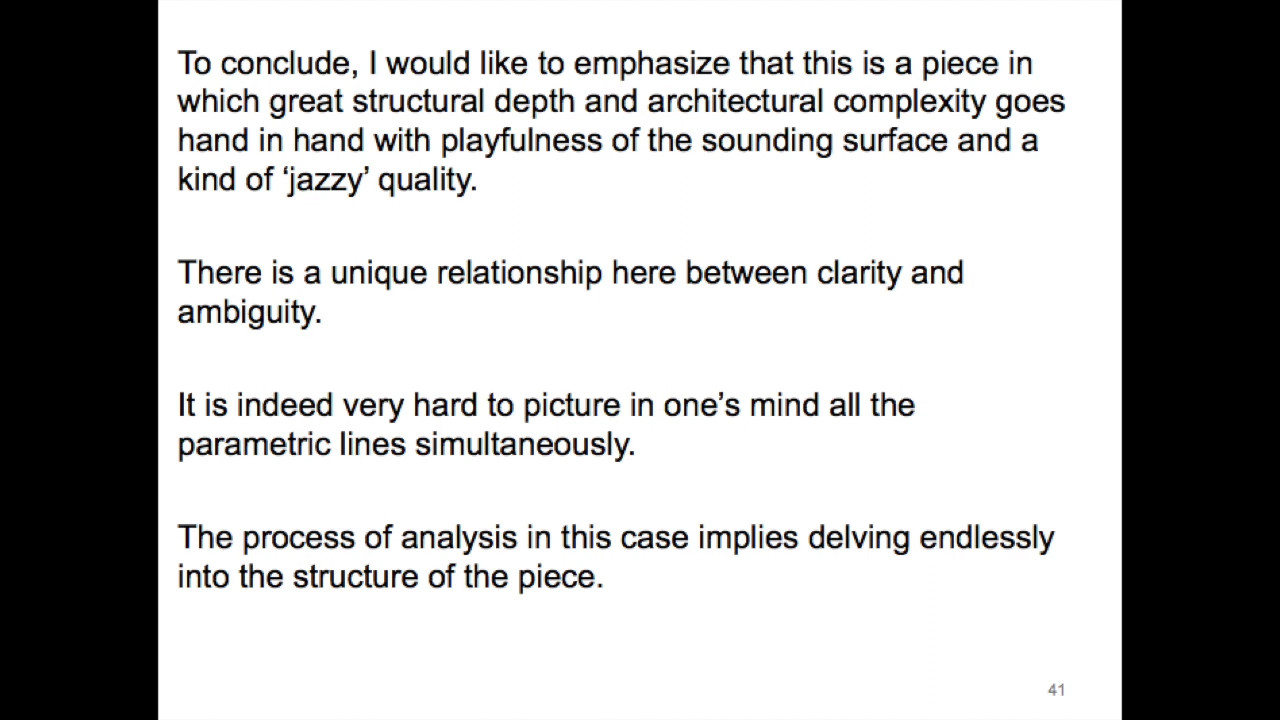 To conclude, I would like to emphasize that this is a piece in
which great structural depth and architectural complexity goes
hand in hand with playfulness of the sounding surface and a
kind of ‘jazzy’ quality.
There is a unique relationship here between clarity and
ambiguity.
It is indeed very hard to picture in one’s mind all the
parametric lines simultaneously.
The process of analysis in this case implies delving endlessly
into the structure of the piece.
41